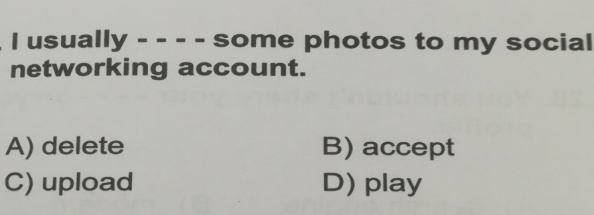 I usually - - - - some photos to my social
networking account.
A) delete
B) accept
C) upload
D) play